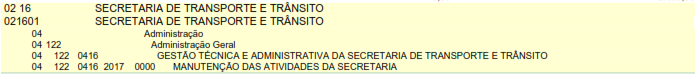 02 16 SECRETARIA DE TRANSPORTE E TRÂNSITO
021601 SECRETARIA DE TRANSPORTE E TRÂNSITO
04 Administração
04 122 Administração Geral
04 122 0416 GESTÃO TÉCNICA E ADMINISTRATIVA DA SECRETARIA DE TRANSPORTE E TRÂNSITO
04 122 0416 2017 0000 MANUTENÇÃO DAS ATIVIDADES DA SECRETARIA